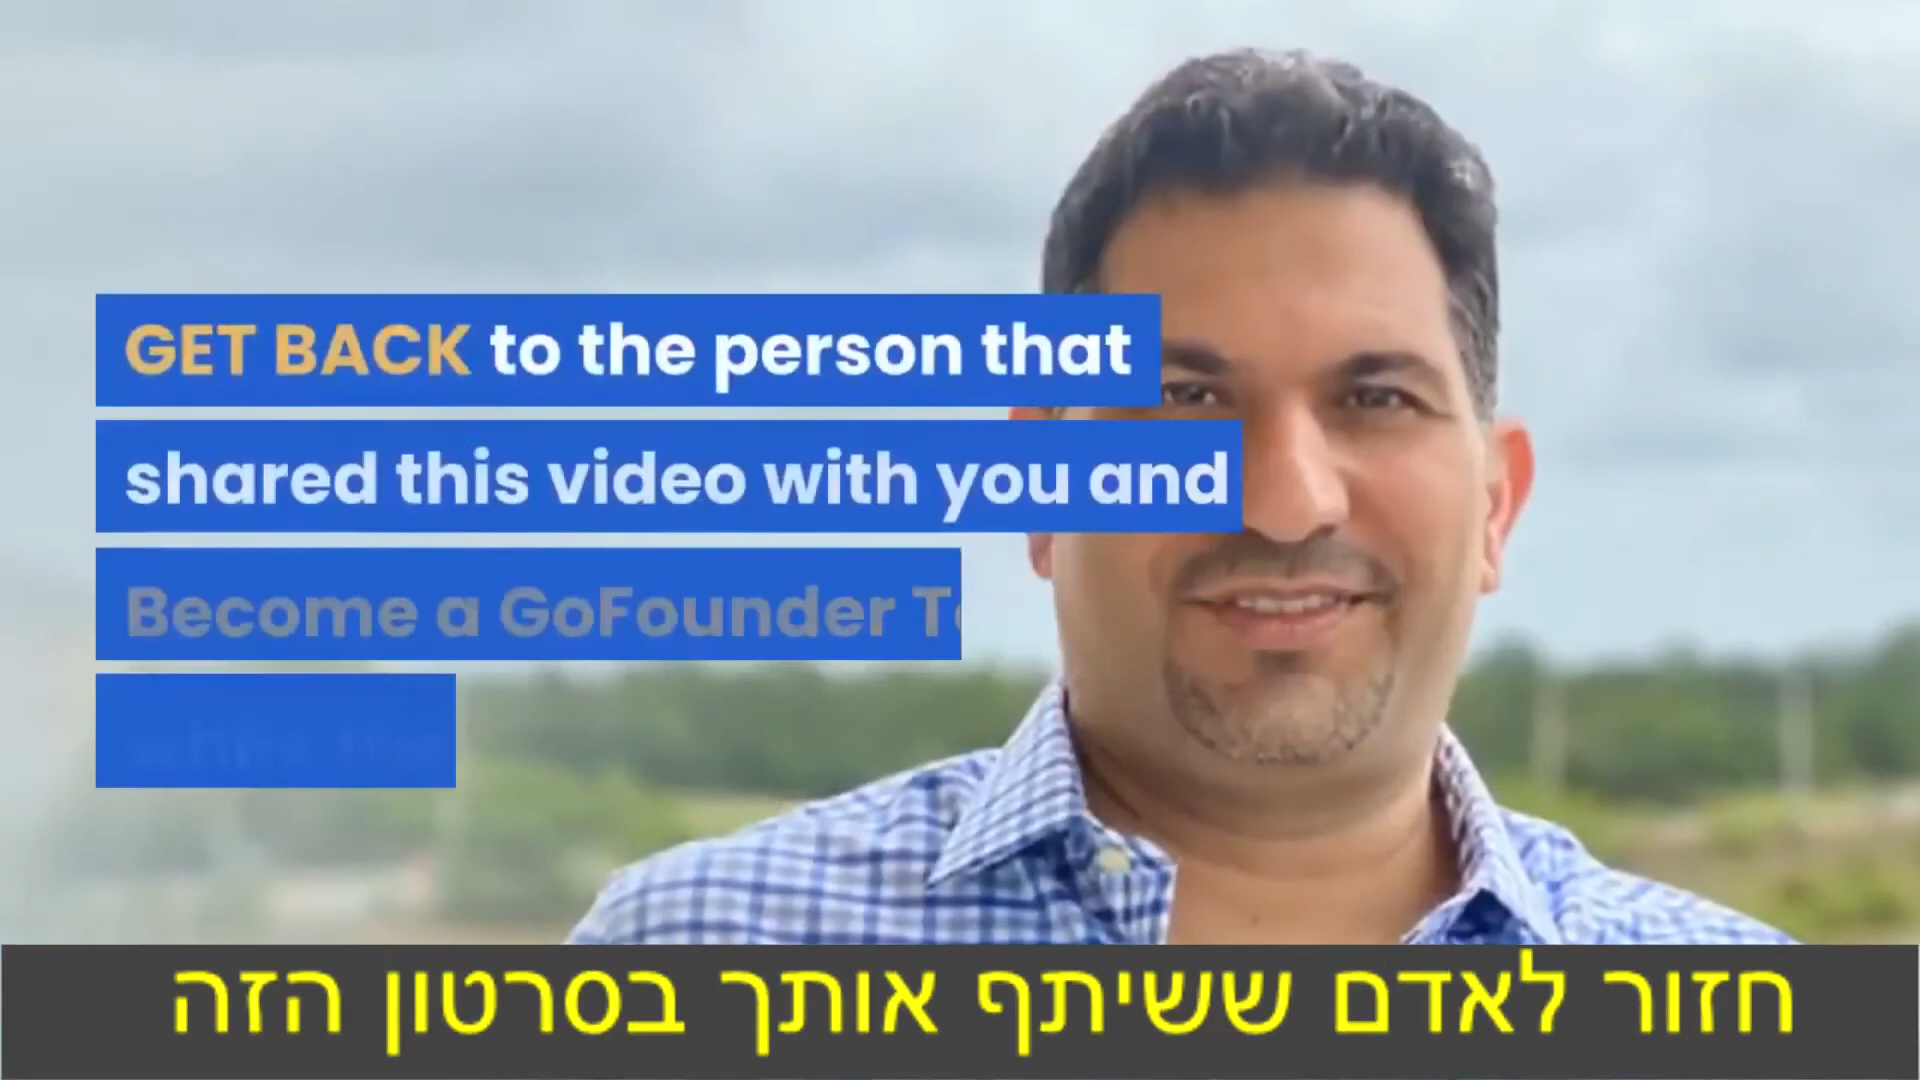 GET BACK to the person that
shared this video with you and
Become a GoFounder
חזור לאדם ששיתף אותך בסרטון הזה